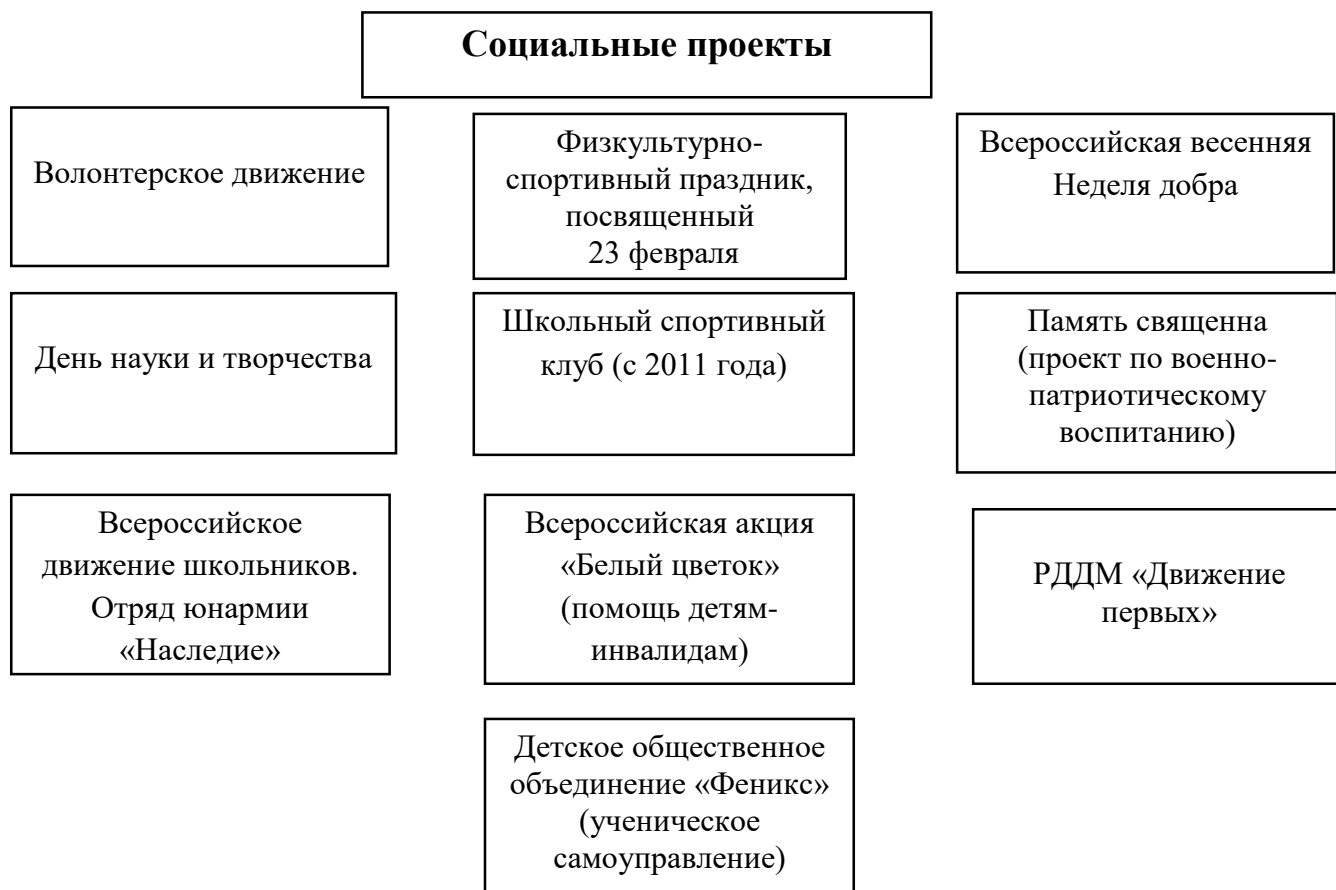 Социальные проекты
Волонтерское движение
Физкультурно-
спортивный праздник,
посвященный
23 февраля
Всероссийская весенняя
Неделя добра
День науки и творчества
Школьный спортивный
клуб (с 2011 года)
Память священна
(проект по военно-
патриотическому
воспитанию)
Всероссийское
движение школьников.
Отряд юнармии
«Наследие»
Всероссийская акция
«Белый цветок»
(помощь детям-
инвалидам)
РДДМ «Движение
первых»
Детское общественное
объединение «Феникс»
(ученическое
самоуправление)